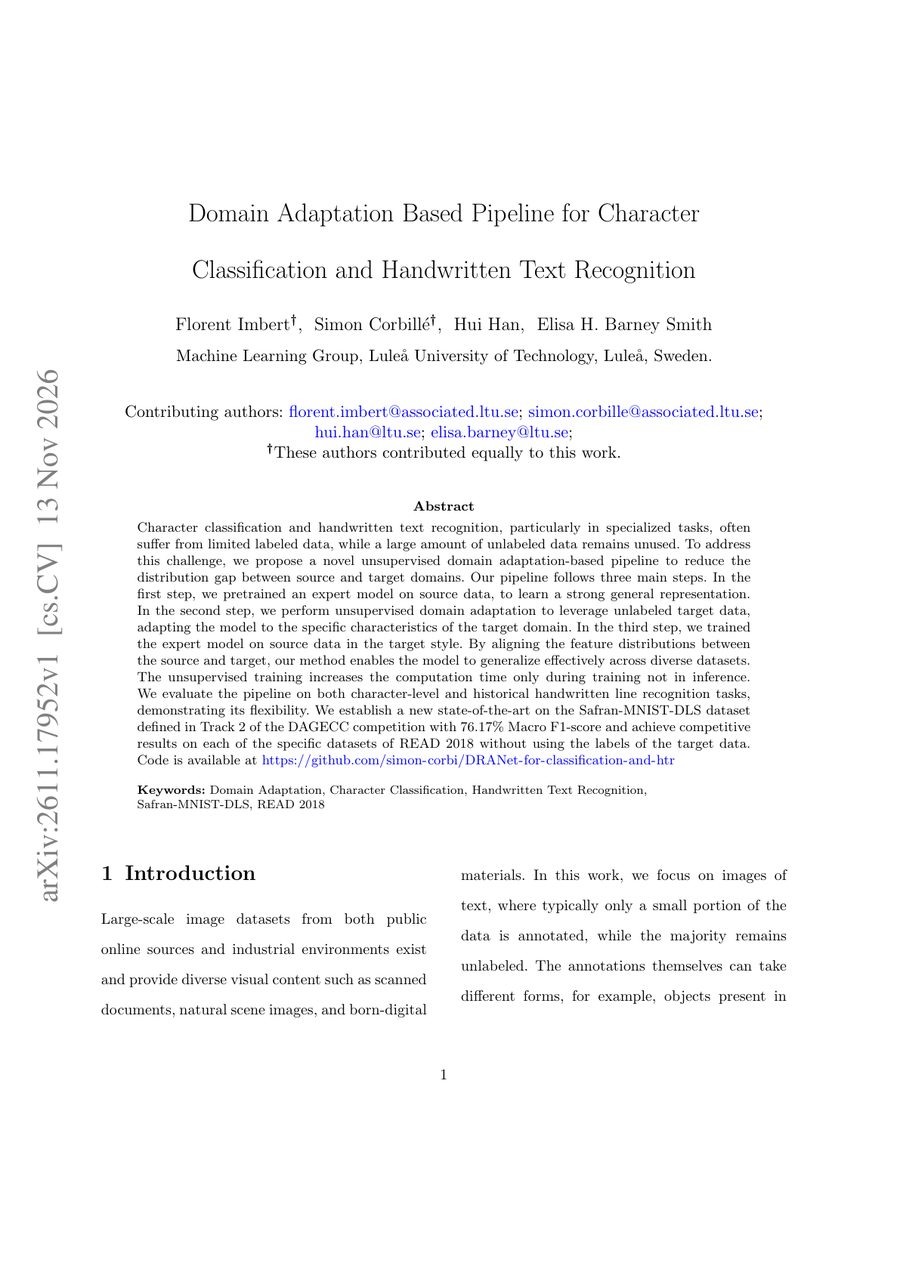 Domain Adaptation Based Pipeline for Character
Classification and Handwritten Text Recognition
Florent Imbert†, Simon Corbillé†, Hui Han, Elisa H. Barney Smith
Machine Learning Group, Luleå University of Technology, Luleå, Sweden.
Contributing authors: florent.imbert@associated.ltu.se; simon.corbille@associated.ltu.se;
hui.han@ltu.se; elisa.barney@ltu.se;
†These authors contributed equally to this work.
Abstract
Character classification and handwritten text recognition, particularly in specialized tasks, often
suffer from limited labeled data, while a large amount of unlabeled data remains unused. To address
this challenge, we propose a novel unsupervised domain adaptation-based pipeline to reduce the
distribution gap between source and target domains. Our pipeline follows three main steps. In the
first step, we pretrained an expert model on source data, to learn a strong general representation.
In the second step, we perform unsupervised domain adaptation to leverage unlabeled target data,
adapting the model to the specific characteristics of the target domain. In the third step, we trained
the expert model on source data in the target style. By aligning the feature distributions between
the source and target, our method enables the model to generalize effectively across diverse datasets.
The unsupervised training increases the computation time only during training not in inference.
We evaluate the pipeline on both character-level and historical handwritten line recognition tasks,
demonstrating its flexibility. We establish a new state-of-the-art on the Safran-MNIST-DLS dataset
defined in Track 2 of the DAGECC competition with 76.17% Macro F1-score and achieve competitive
results on each of the specific datasets of READ 2018 without using the labels of the target data.
Code is available at https://github.com/simon-corbi/DRANet-for-classification-and-htr
Keywords: Domain Adaptation, Character Classification, Handwritten Text Recognition,
Safran-MNIST-DLS, READ 2018
1 Introduction
Large-scale image datasets from both public
online sources and industrial environments exist
and provide diverse visual content such as scanned
documents, natural scene images, and born-digital
materials. In this work, we focus on images of
text, where typically only a small portion of the
data is annotated, while the majority remains
unlabeled. The annotations themselves can take
different forms, for example, objects present in
1
arXiv:2611.17952v1 [cs.CV] 13 Nov 2026